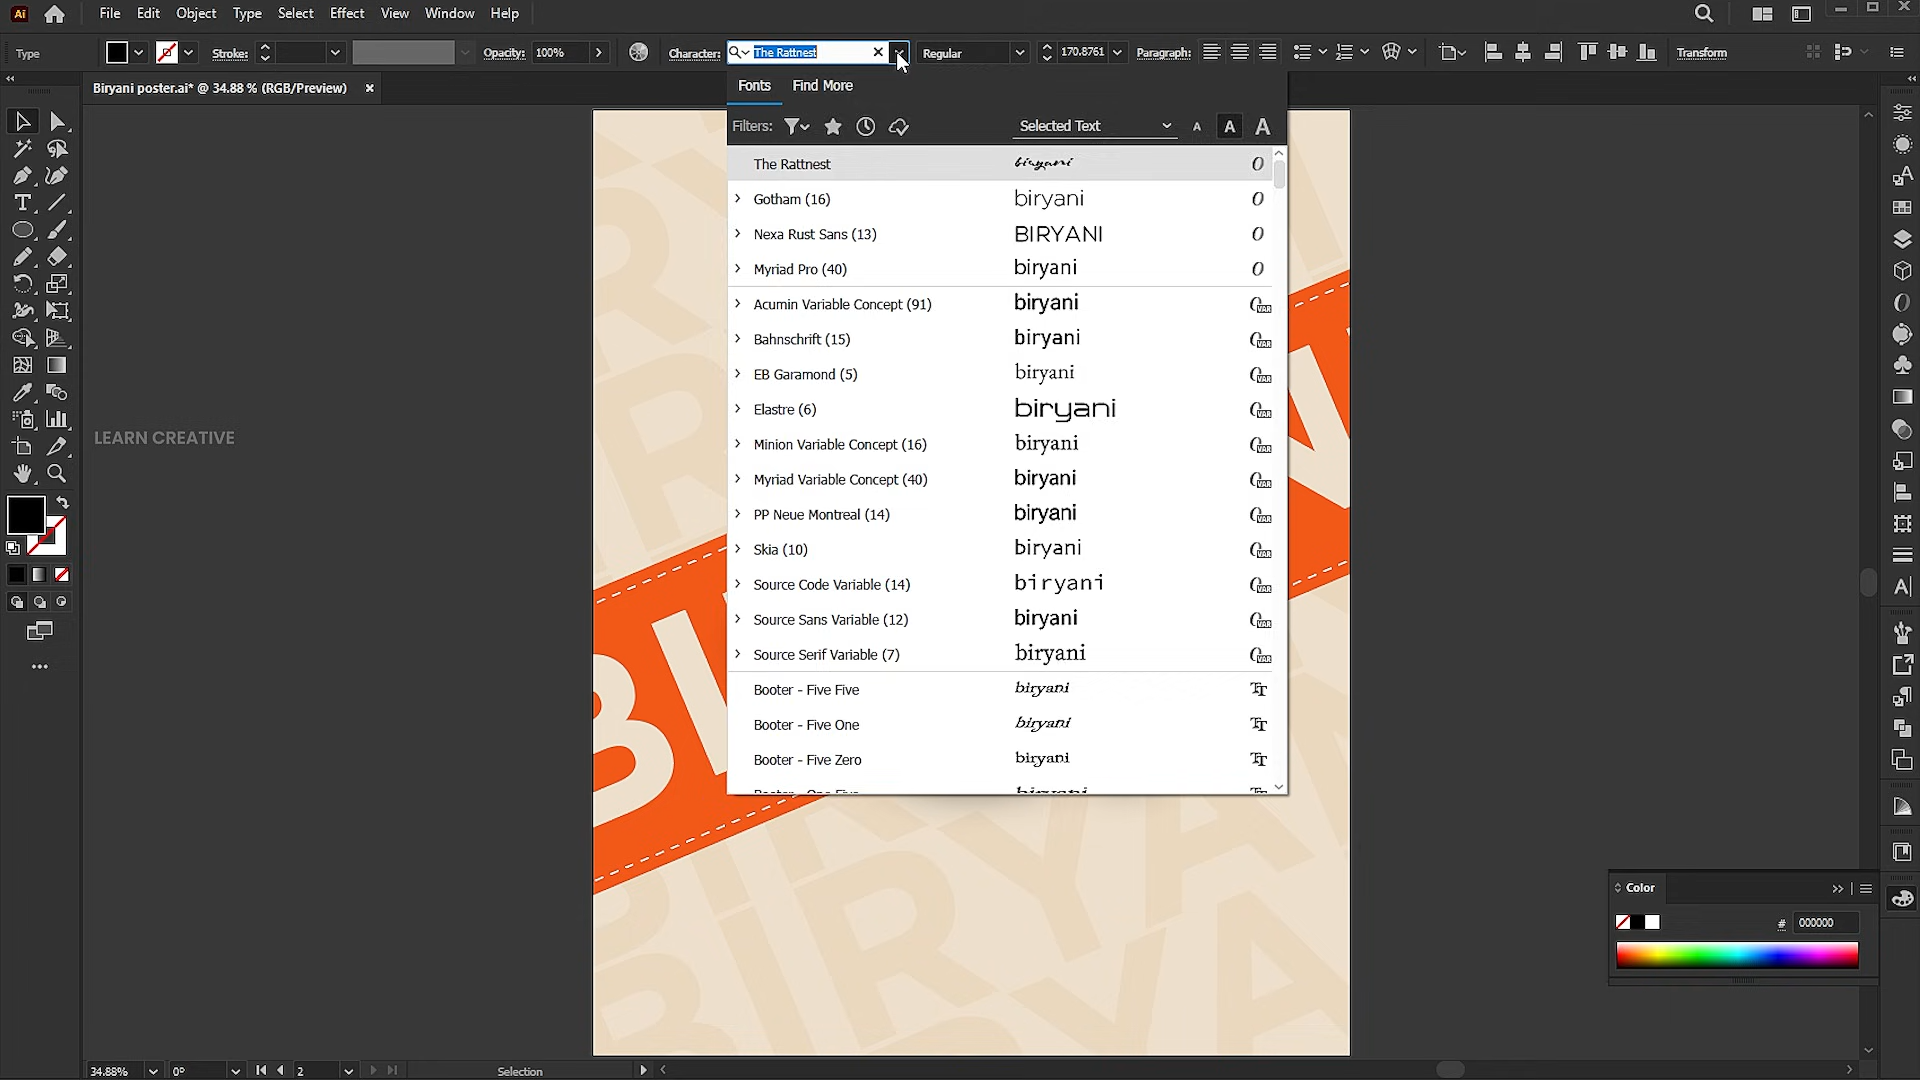 Ai File Edit Object Type Select Effect View Window Help
Type Stroke: Opacity: 100% Character: The Rattnest Regular 170.8761 Paragraph: Transform
Biryani poster.ai* @ 34.88 % (RGB/Preview)
Fonts Find More
Filters: Selected Text A A A
The Rattnest biryani
Gotham (16) biryani
Nexa Rust Sans (13) BIRYANI
Myriad Pro (40) biryani
Acumin Variable Concept (91) biryani
Bahnschrift (15) biryani
EB Garamond (5) biryani
Elastre (6) biryani
Minion Variable Concept (16) biryani
Myriad Variable Concept (40) biryani
PP Neue Montreal (14) biryani
Skia (10) biryani
Source Code Variable (14) biryani
Source Sans Variable (12) biryani
Source Serif Variable (7) biryani
Booter - Five Five biryani
Booter - Five One biryani
Booter - Five Zero biryani
LEARN CREATIVE
BI
BIRYAN
BIRYA
Color
# 000000
34.88% 0° 2 Selection